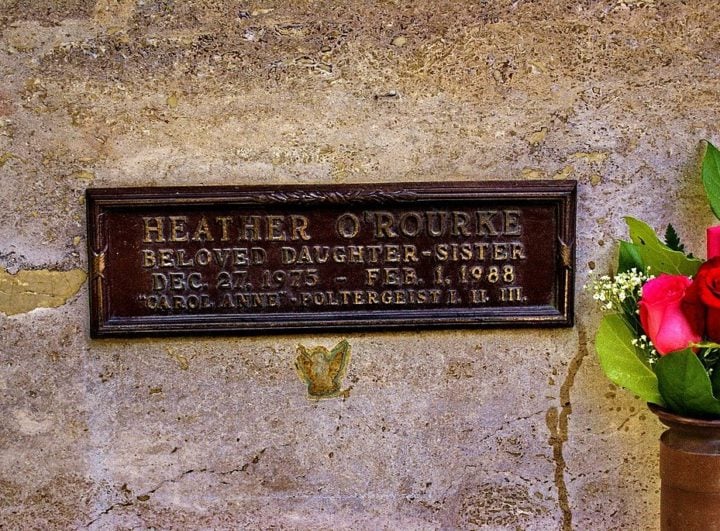 HEATHER O'ROURKE
BELOVED DAUGHTER-SISTER
DEC. 27, 1975 - FEB. 1, 1988
"CAROL ANNE" - POLTERGEIST I, II, III.